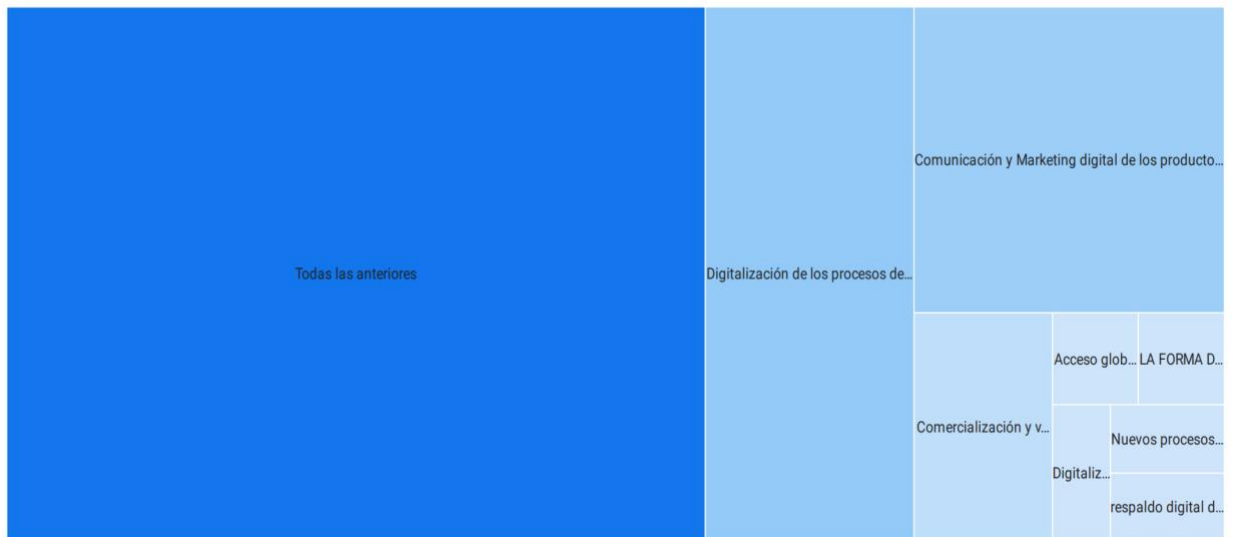 Todas las anteriores
Digitalización de los procesos de...
Comunicación y Marketing digital de los producto...
Comercialización y v...
Acceso glob...
LA FORMA D...
Digitaliz...
Nuevos procesos...
respaldo digital d...